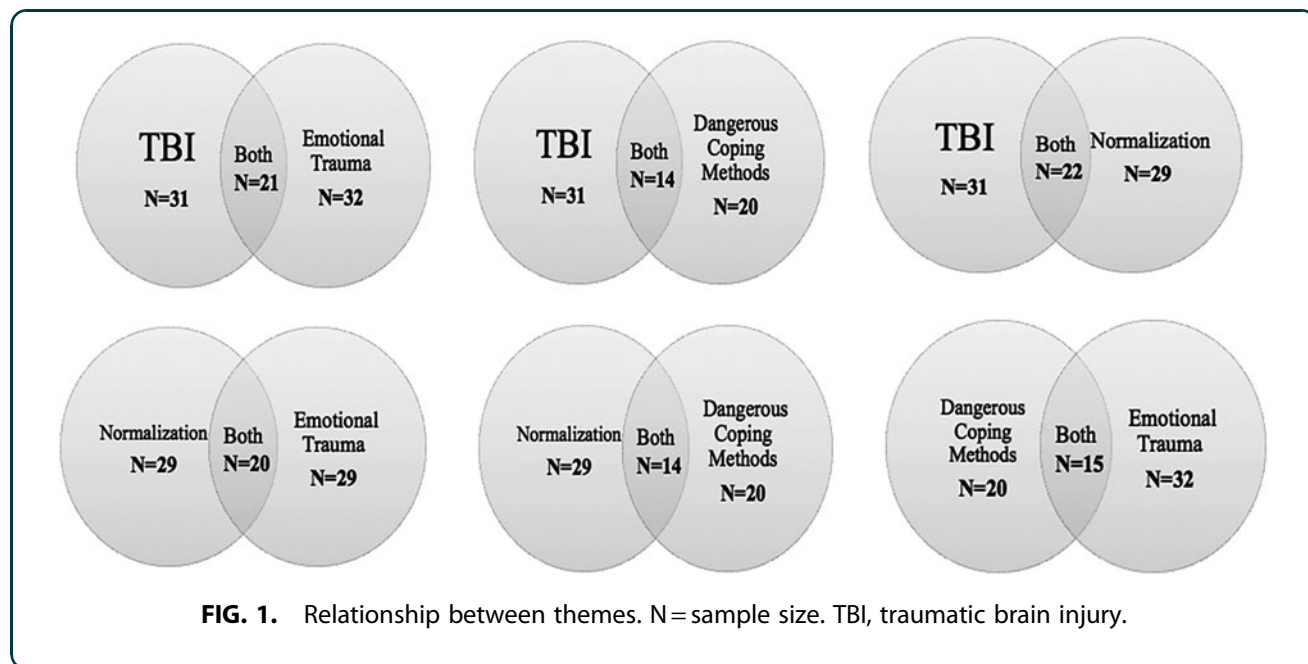 TBI
N=31
Both
N=21
Emotional
Trauma
N=32
TBI
N=31
Both
N=14
Dangerous
Coping
Methods
N=20
TBI
N=31
Both
N=22
Normalization
N=29
Normalization
N=29
Both
N=20
Emotional
Trauma
N=29
Normalization
N=29
Both
N=14
Dangerous
Coping
Methods
N=20
Dangerous
Coping
Methods
N=20
Both
N=15
Emotional
Trauma
N=32
FIG. 1. Relationship between themes. N = sample size. TBI, traumatic brain injury.